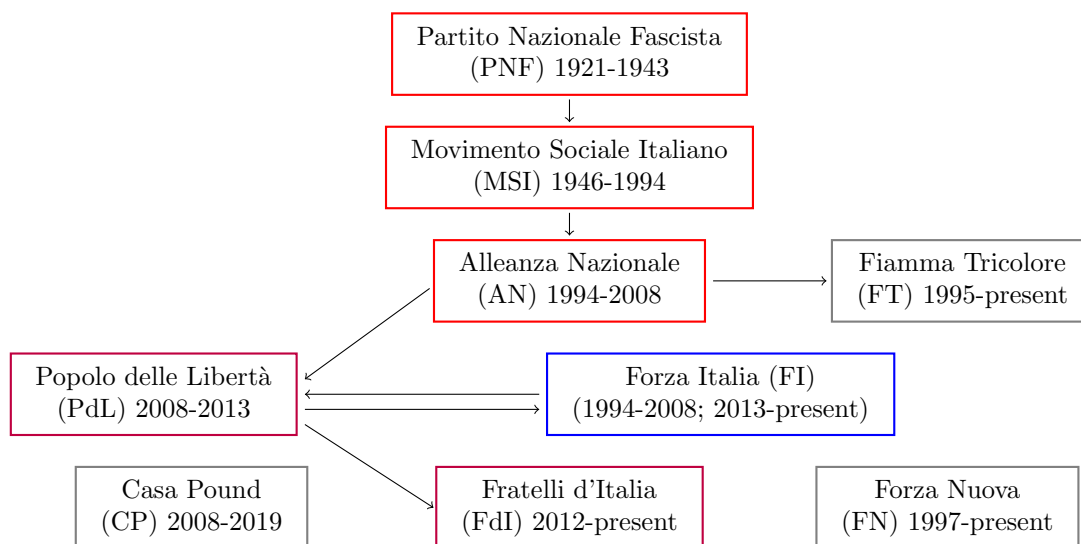 Partito Nazionale Fascista
(PNF) 1921-1943
Movimento Sociale Italiano
(MSI) 1946-1994
Alleanza Nazionale
(AN) 1994-2008
Fiamma Tricolore
(FT) 1995-present
Popolo delle Libertà
(PdL) 2008-2013
Forza Italia (FI)
(1994-2008; 2013-present)
Casa Pound
(CP) 2008-2019
Fratelli d'Italia
(FdI) 2012-present
Forza Nuova
(FN) 1997-present